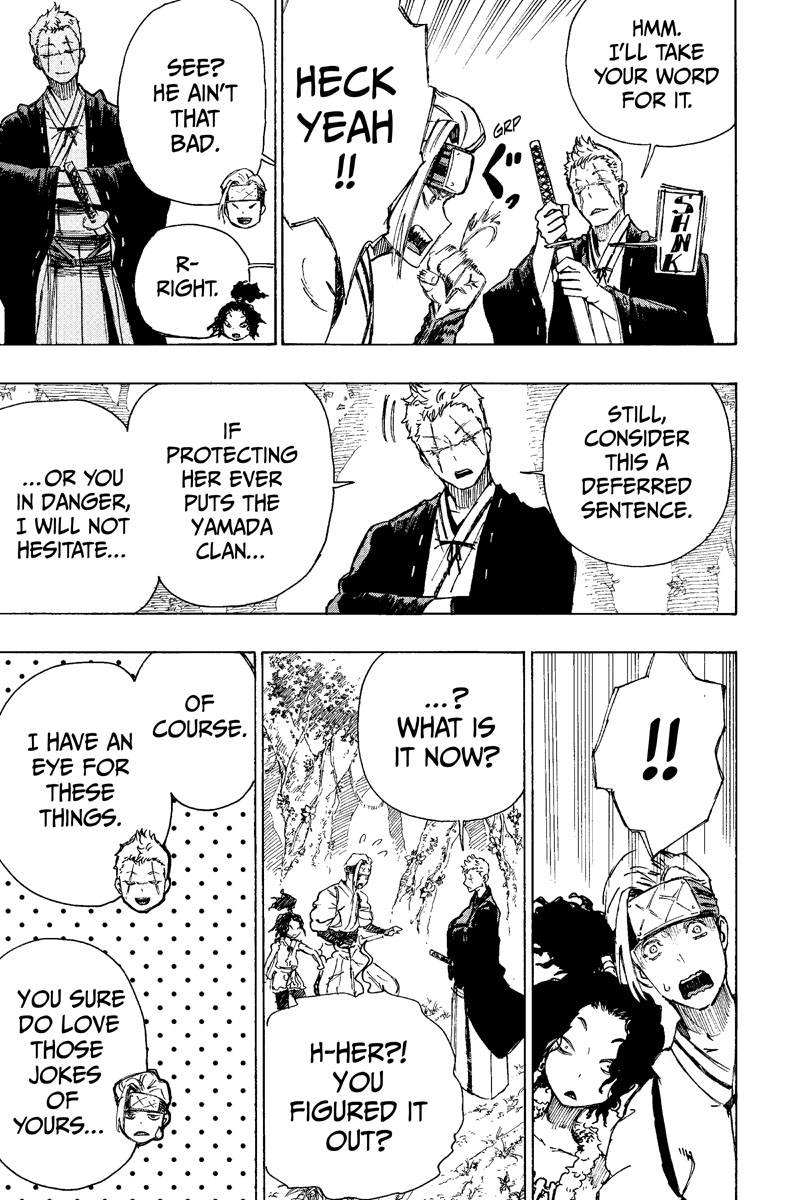 HMM.
I'LL TAKE
YOUR WORD
FOR IT.
SHNK
GRP
ぐっ
HECK
YEAH
!!
SEE?
HE AIN'T
THAT
BAD.
R-
RIGHT.
STILL,
CONSIDER
THIS A
DEFERRED
SENTENCE.
IF
PROTECTING
HER EVER
PUTS THE
YAMADA
CLAN...
...OR YOU
IN DANGER,
I WILL NOT
HESITATE...
!!
...?
WHAT IS
IT NOW?
H-HER?!
YOU
FIGURED IT
OUT?
OF
COURSE.
I HAVE AN
EYE FOR
THESE
THINGS.
YOU SURE
DO LOVE
THOSE
JOKES
OF
YOURS...